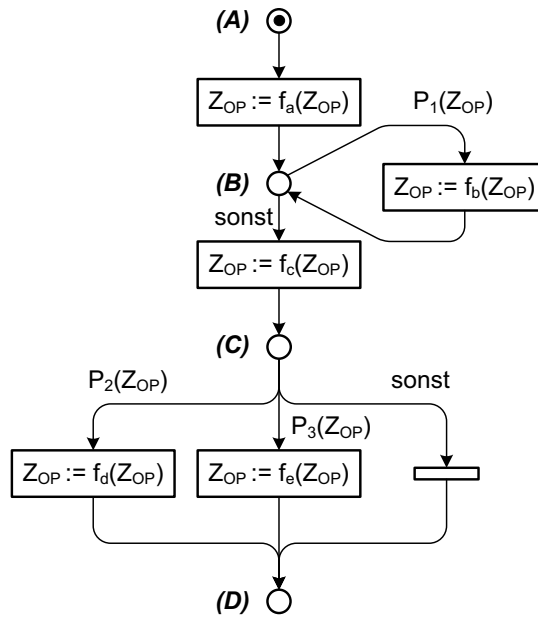 (A)
Z_OP := f_a(Z_OP)
P_1(Z_OP)
(B)
Z_OP := f_b(Z_OP)
sonst
Z_OP := f_c(Z_OP)
(C)
P_2(Z_OP)
sonst
P_3(Z_OP)
Z_OP := f_d(Z_OP)
Z_OP := f_e(Z_OP)
(D)